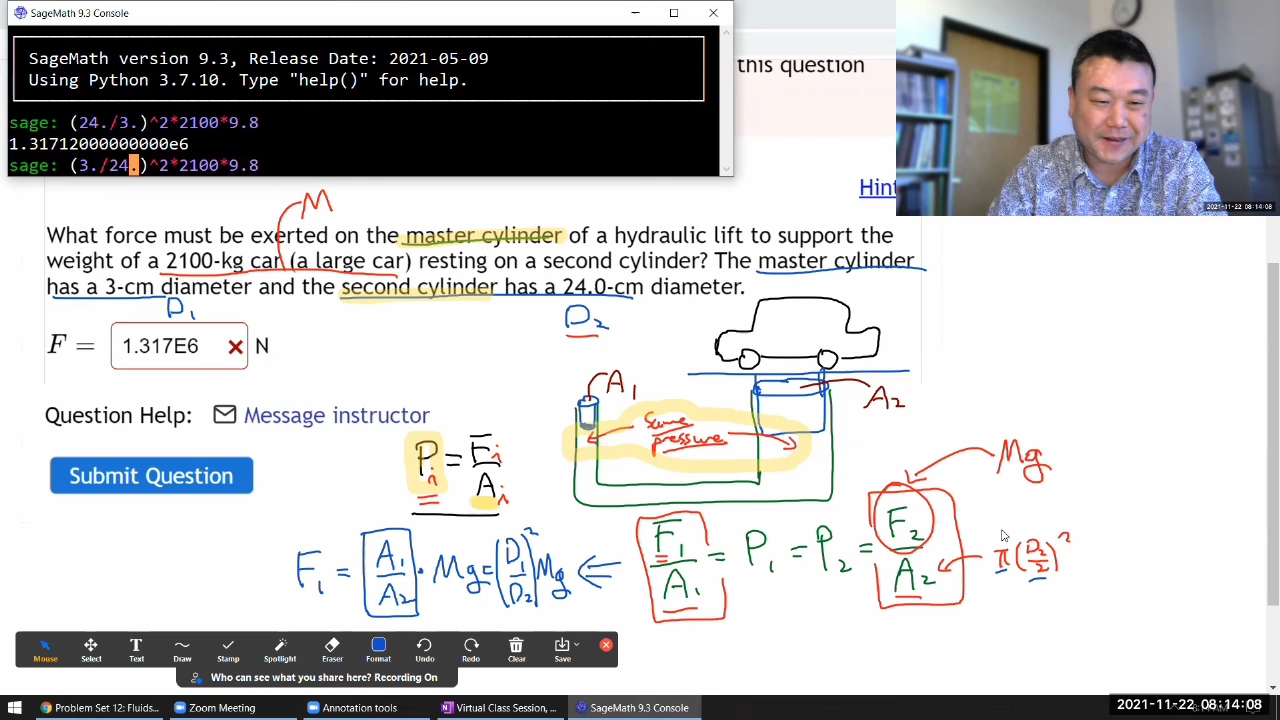 SageMath 9.3 Console
SageMath version 9.3, Release Date: 2021-05-09
Using Python 3.7.10. Type "help()" for help.
sage: (24./3.)^2*2100*9.8
1.31712000000000e6
sage: (3./24.)^2*2100*9.8
this question
2021-11-22 08:14:08
Hint
M
What force must be exerted on the master cylinder of a hydraulic lift to support the
weight of a 2100-kg car (a large car) resting on a second cylinder? The master cylinder
has a 3-cm diameter and the second cylinder has a 24.0-cm diameter.
D1
D2
F = 1.317E6 N
A1
A2
Question Help: Message instructor
same
pressure
Submit Question
Pi = Fi/Ai
Mg
F1 = A1/A2 · Mg = (D1/D2)^2 Mg ⇐ F1/A1 = P1 = P2 = F2/A2
π(D2/2)^2
Mouse Select Text Draw Stamp Spotlight Eraser Format Undo Redo Clear Save
Who can see what you share here? Recording On
Problem Set 12: Fluids... Zoom Meeting Annotation tools Virtual Class Session, ... SageMath 9.3 Console
2021-11-22 08:14:08